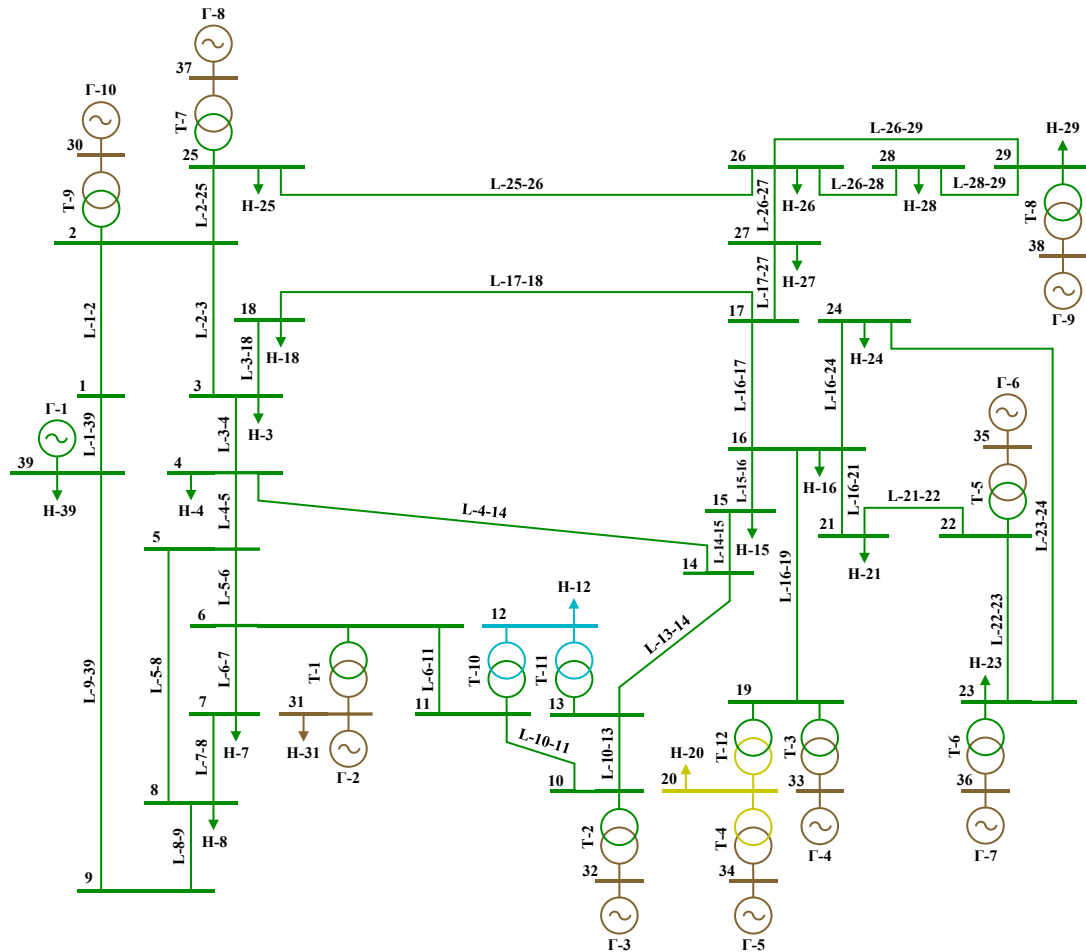 Г-8
37
Г-10
T-7
30
T-9
25
H-25
L-2-25
2
L-25-26
L-26-29
H-29
26
28
29
L-26-28
L-28-29
H-26
H-28
T-8
L-26-27
27
H-27
38
Г-9
L-17-27
L-1-2
L-2-3
L-17-18
18
H-18
L-3-18
17
24
H-24
L-16-17
L-16-24
Г-6
1
3
H-3
Г-1
L-1-39
L-3-4
39
H-39
4
H-4
L-4-5
L-4-14
16
H-16
35
T-5
L-15-16
L-16-21
L-21-22
L-23-24
15
H-15
L-14-15
14
21
H-21
22
5
L-5-6
L-5-8
L-16-19
L-22-23
6
12
H-12
L-13-14
L-9-39
L-6-7
T-1
L-6-11
T-10
T-11
H-23
7
H-7
31
H-31
Г-2
11
13
19
23
L-7-8
L-10-11
L-10-13
T-12
T-3
T-6
H-20
20
33
36
8
H-8
10
L-8-9
T-2
T-4
Г-4
Г-7
9
32
34
Г-3
Г-5